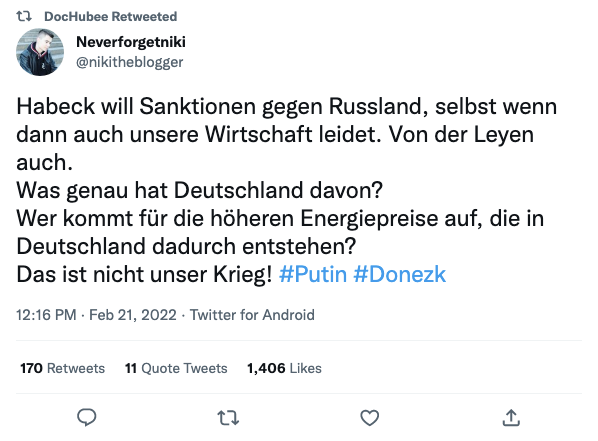 DocHubee Retweeted
Neverforgetniki
@nikitheblogger
Habeck will Sanktionen gegen Russland, selbst wenn
dann auch unsere Wirtschaft leidet. Von der Leyen
auch.
Was genau hat Deutschland davon?
Wer kommt für die höheren Energiepreise auf, die in
Deutschland dadurch entstehen?
Das ist nicht unser Krieg! #Putin #Donezk
12:16 PM · Feb 21, 2022 · Twitter for Android
170 Retweets 11 Quote Tweets 1,406 Likes